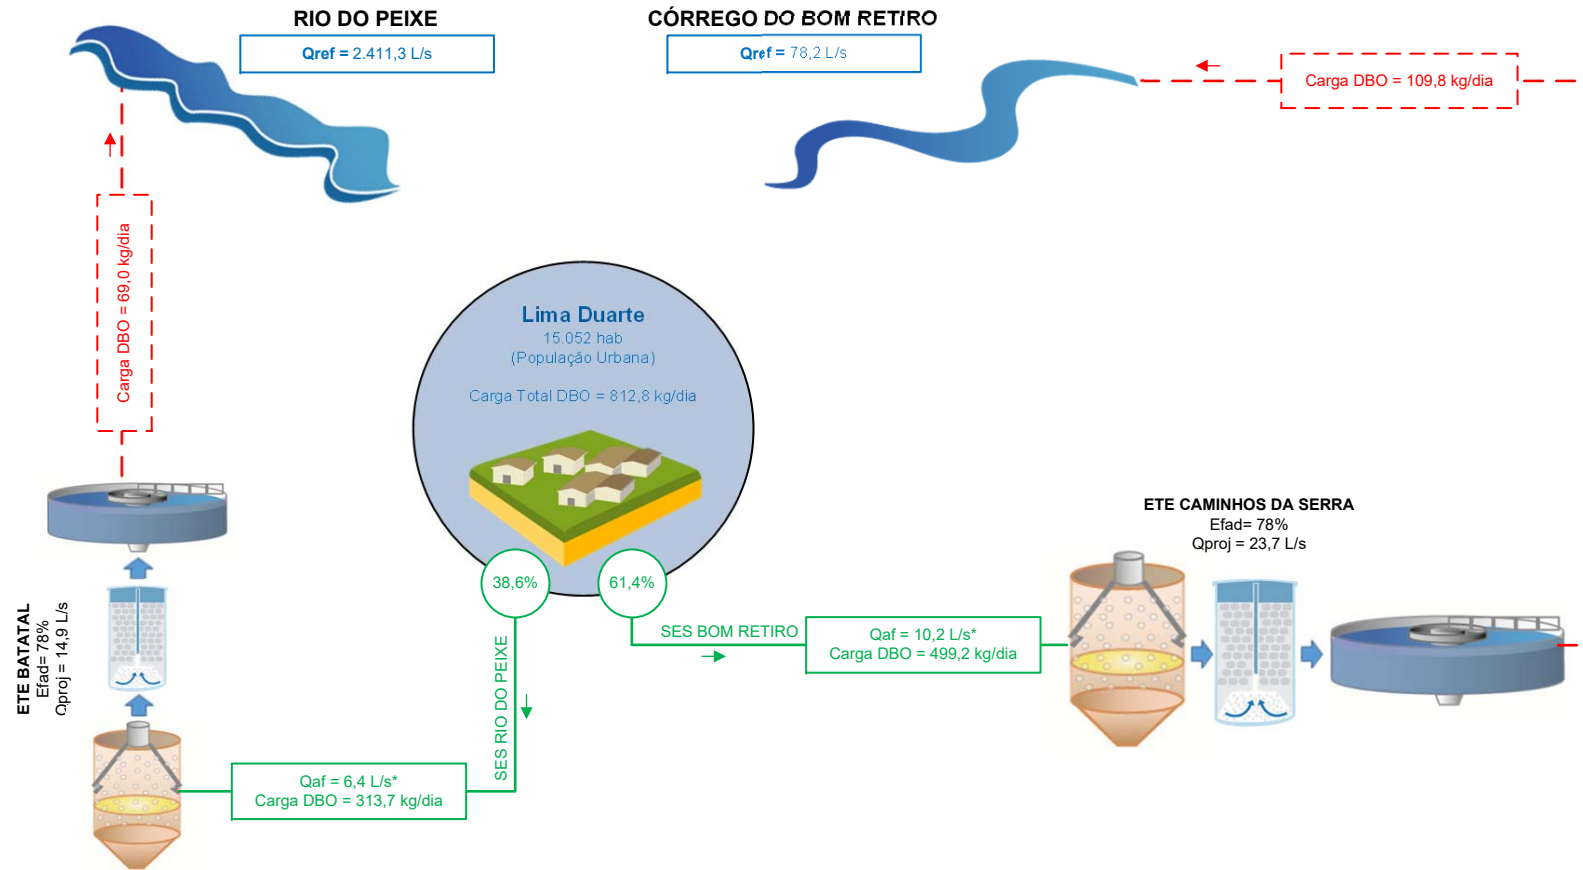 RIO DO PEIXE
Qref = 2.411,3 L/s
CÓRREGO DO BOM RETIRO
Qref = 78,2 L/s
Carga DBO = 109,8 kg/dia
Carga DBO = 69,0 kg/dia
Lima Duarte
15.052 hab
(População Urbana)
Carga Total DBO = 812,8 kg/dia
38,6%
61,4%
ETE CAMINHOS DA SERRA
Efad= 78%
Qproj = 23,7 L/s
SES BOM RETIRO
Qaf = 10,2 L/s*
Carga DBO = 499,2 kg/dia
SES RIO DO PEIXE
ETE BATATAL
Efad= 78%
Qproj = 14,9 L/s
Qaf = 6,4 L/s*
Carga DBO = 313,7 kg/dia